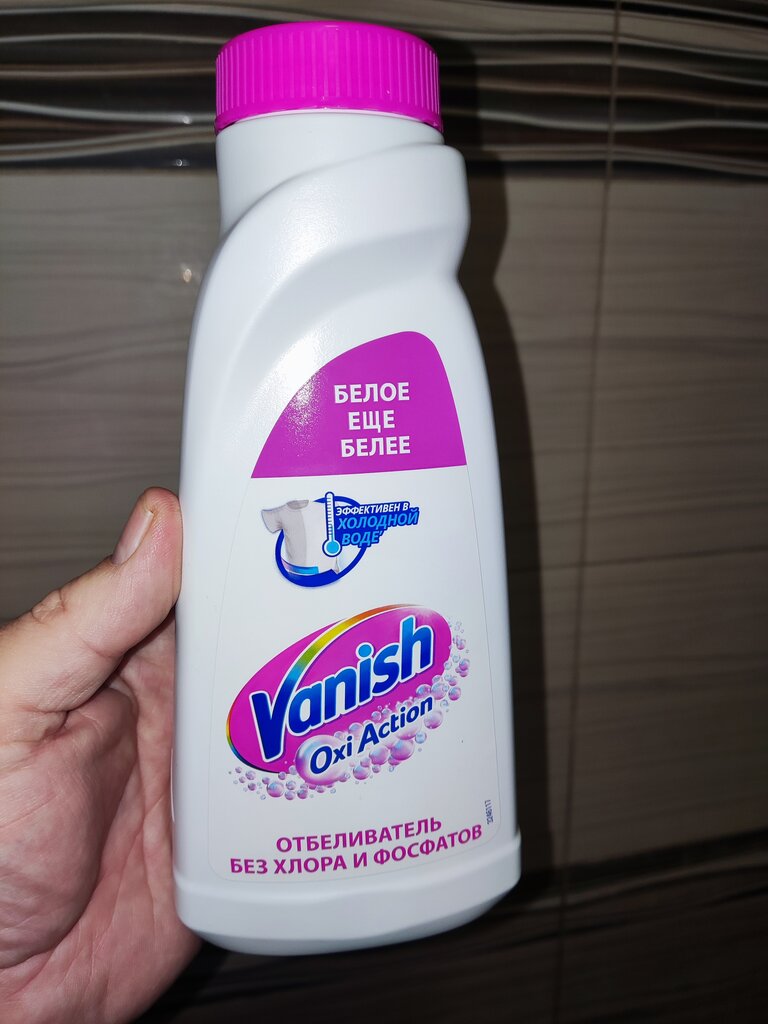 БЕЛОЕ
ЕЩЕ
БЕЛЕЕ
ЭФФЕКТИВЕН В
ХОЛОДНОЙ
ВОДЕ
Vanish
Oxi Action
ОТБЕЛИВАТЕЛЬ
БЕЗ ХЛОРА И ФОСФАТОВ